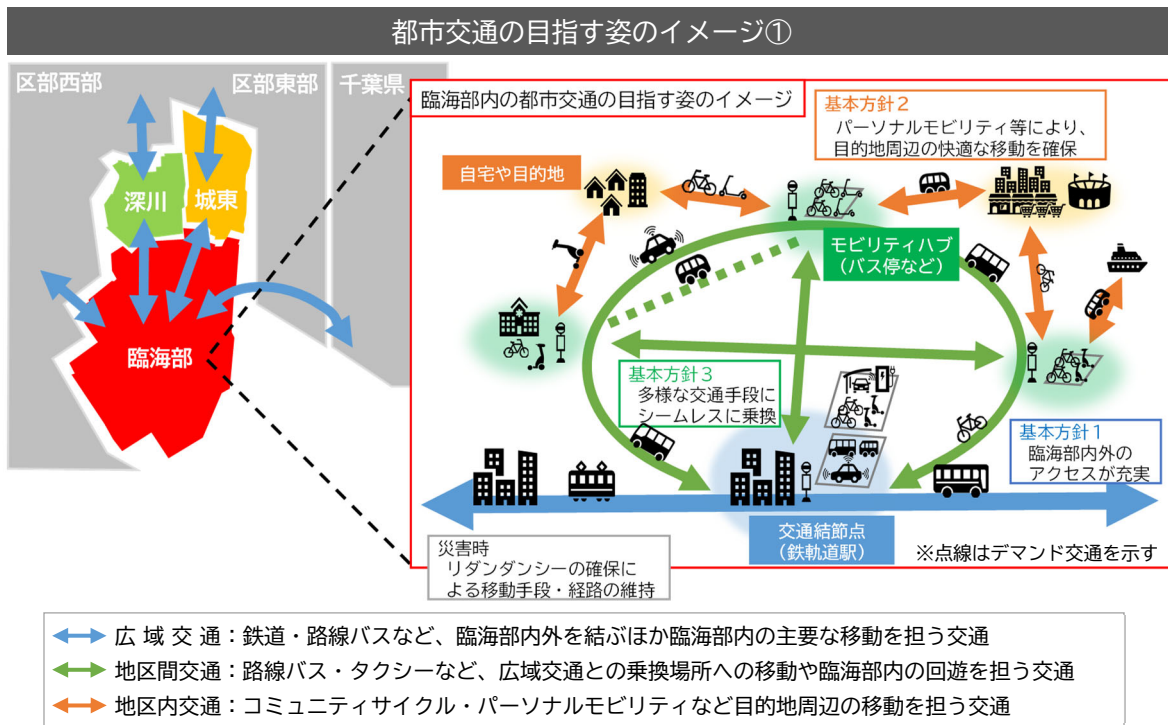 都市交通の目指す姿のイメージ①
区部西部
区部東部
千葉県
深川
城東
臨海部
臨海部内の都市交通の目指す姿のイメージ
基本方針2
パーソナルモビリティ等により、
目的地周辺の快適な移動を確保
自宅や目的地
モビリティハブ
(バス停など)
基本方針3
多様な交通手段に
シームレスに乗換
基本方針1
臨海部内外の
アクセスが充実
交通結節点
(鉄軌道駅)
※点線はデマンド交通を示す
災害時
リダンダンシーの確保に
よる移動手段・経路の維持
広 域 交 通：鉄道・路線バスなど、臨海部内外を結ぶほか臨海部内の主要な移動を担う交通
地区間交通：路線バス・タクシーなど、広域交通との乗換場所への移動や臨海部内の回遊を担う交通
地区内交通：コミュニティサイクル・パーソナルモビリティなど目的地周辺の移動を担う交通